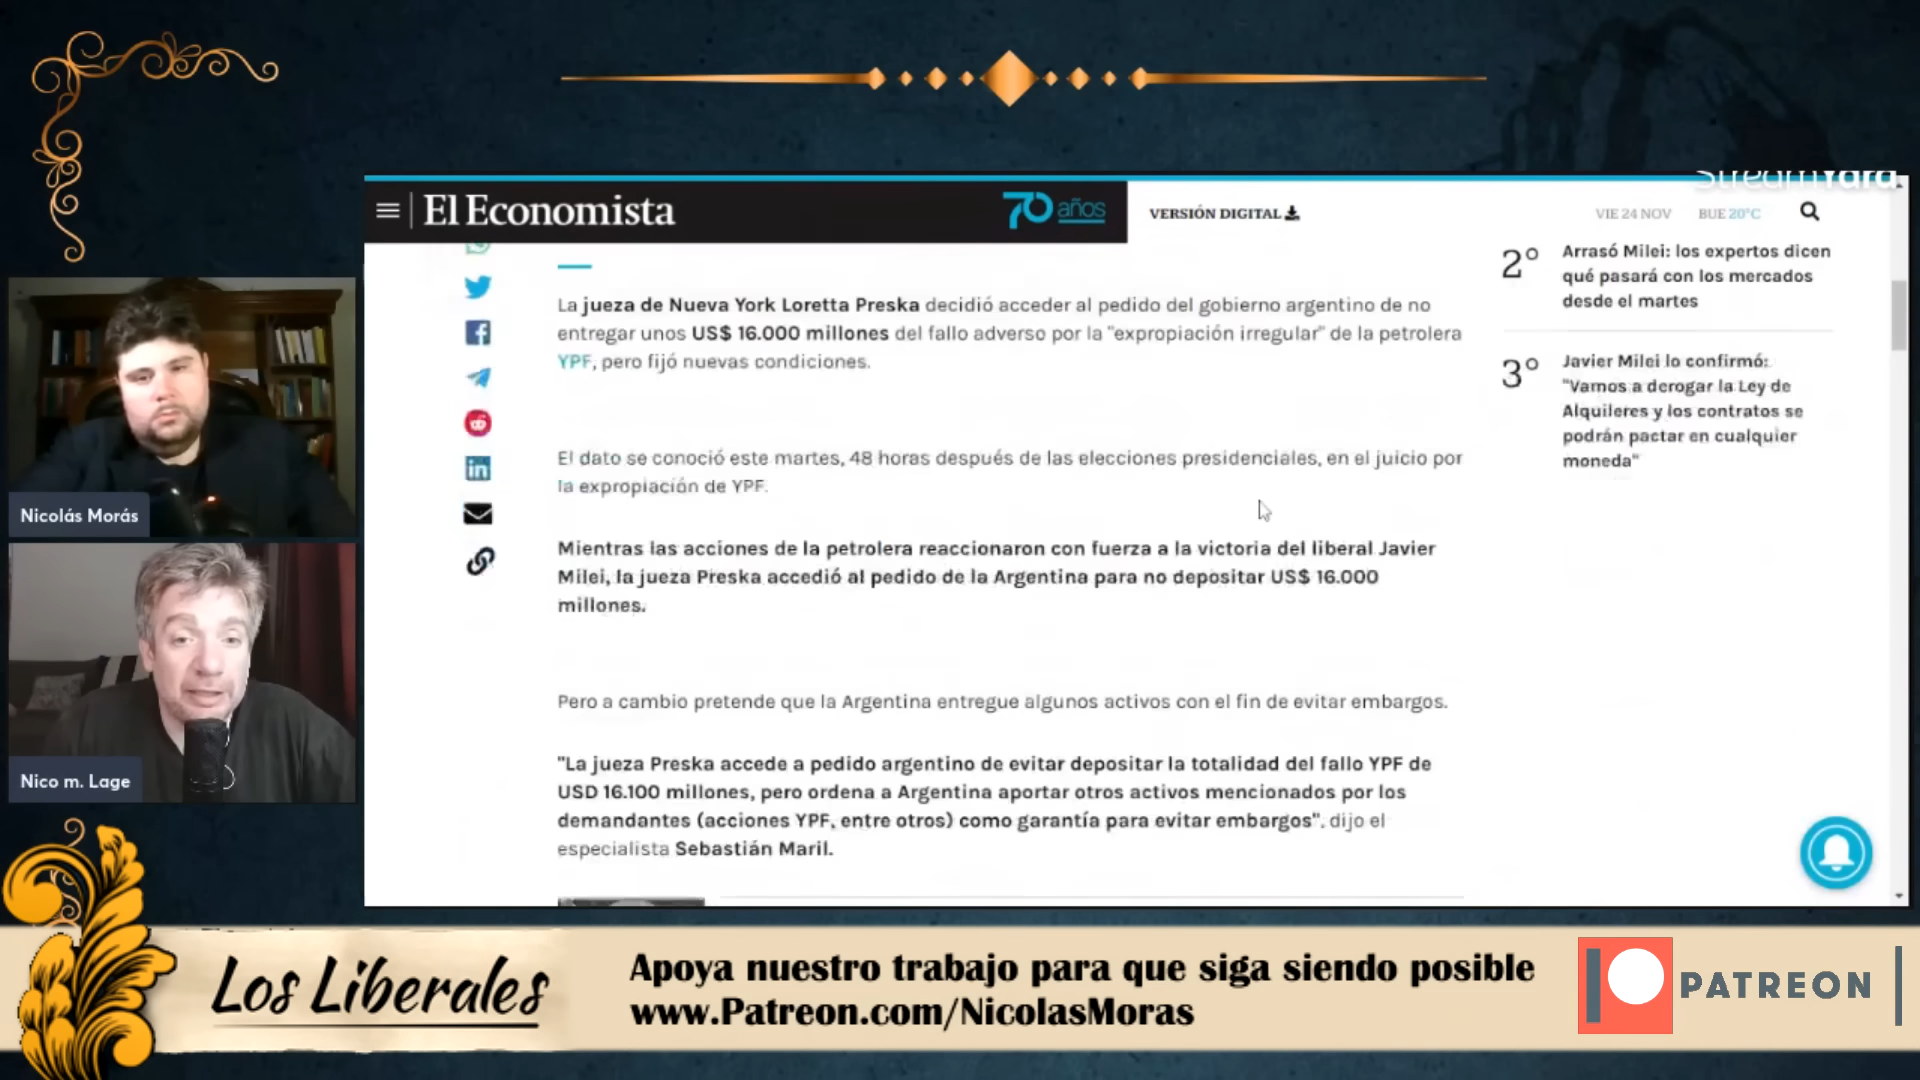 StreamYard
El Economista
70 años
VERSIÓN DIGITAL
VIE 24 NOV
BUE 20°C
La jueza de Nueva York Loretta Preska decidió acceder al pedido del gobierno argentino de no
entregar unos US$ 16.000 millones del fallo adverso por la "expropiación irregular" de la petrolera
YPF, pero fijó nuevas condiciones.
El dato se conoció este martes, 48 horas después de las elecciones presidenciales, en el juicio por
la expropiación de YPF.
Mientras las acciones de la petrolera reaccionaron con fuerza a la victoria del liberal Javier
Milei, la jueza Preska accedió al pedido de la Argentina para no depositar US$ 16.000
millones.
Pero a cambio pretende que la Argentina entregue algunos activos con el fin de evitar embargos.
"La jueza Preska accede a pedido argentino de evitar depositar la totalidad del fallo YPF de
USD 16.100 millones, pero ordena a Argentina aportar otros activos mencionados por los
demandantes (acciones YPF, entre otros) como garantía para evitar embargos", dijo el
especialista Sebastián Maril.
2°
Arrasó Milei: los expertos dicen
qué pasará con los mercados
desde el martes
3°
Javier Milei lo confirmó:
"Vamos a derogar la Ley de
Alquileres y los contratos se
podrán pactar en cualquier
moneda"
Nicolás Morás
Nico m. Lage
Los Liberales
Apoya nuestro trabajo para que siga siendo posible
www.Patreon.com/NicolasMoras
PATREON